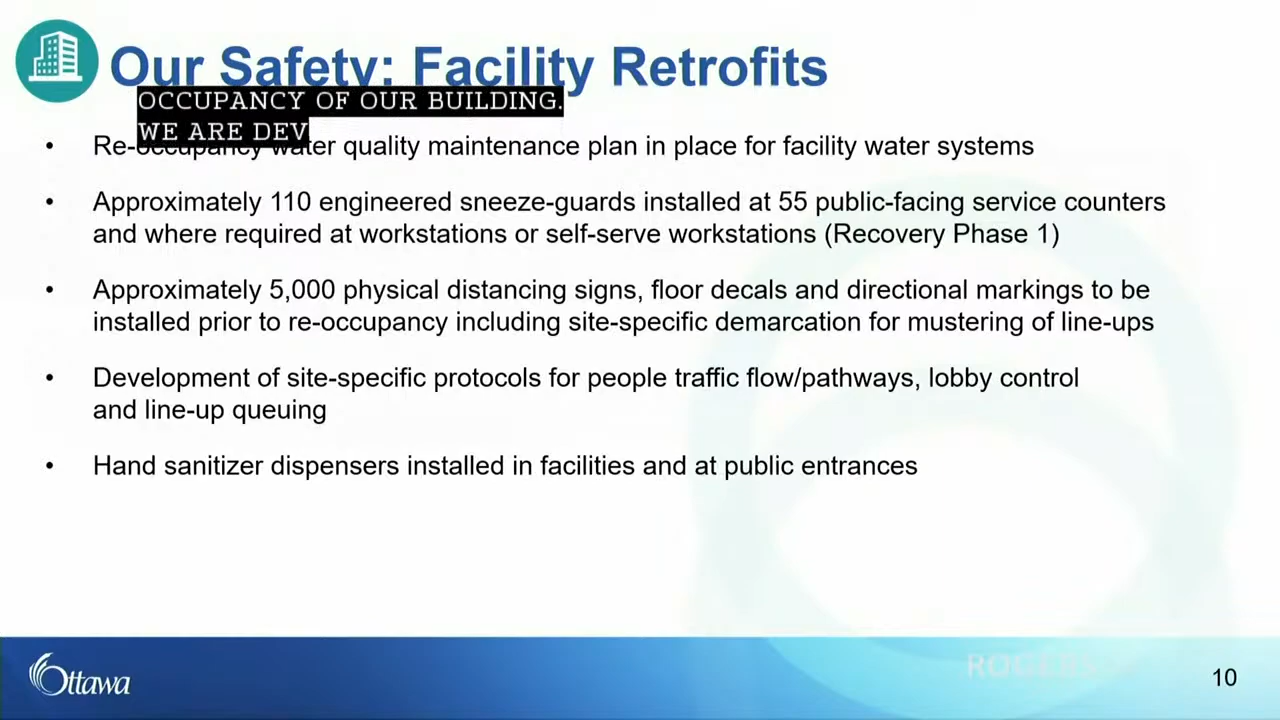 Our Safety: Facility Retrofits
OCCUPANCY OF OUR BUILDING.
WE ARE DEV
• Re-occupancy water quality maintenance plan in place for facility water systems
• Approximately 110 engineered sneeze-guards installed at 55 public-facing service counters
and where required at workstations or self-serve workstations (Recovery Phase 1)
• Approximately 5,000 physical distancing signs, floor decals and directional markings to be
installed prior to re-occupancy including site-specific demarcation for mustering of line-ups
• Development of site-specific protocols for people traffic flow/pathways, lobby control
and line-up queuing
• Hand sanitizer dispensers installed in facilities and at public entrances
Ottawa
ROGERS
10